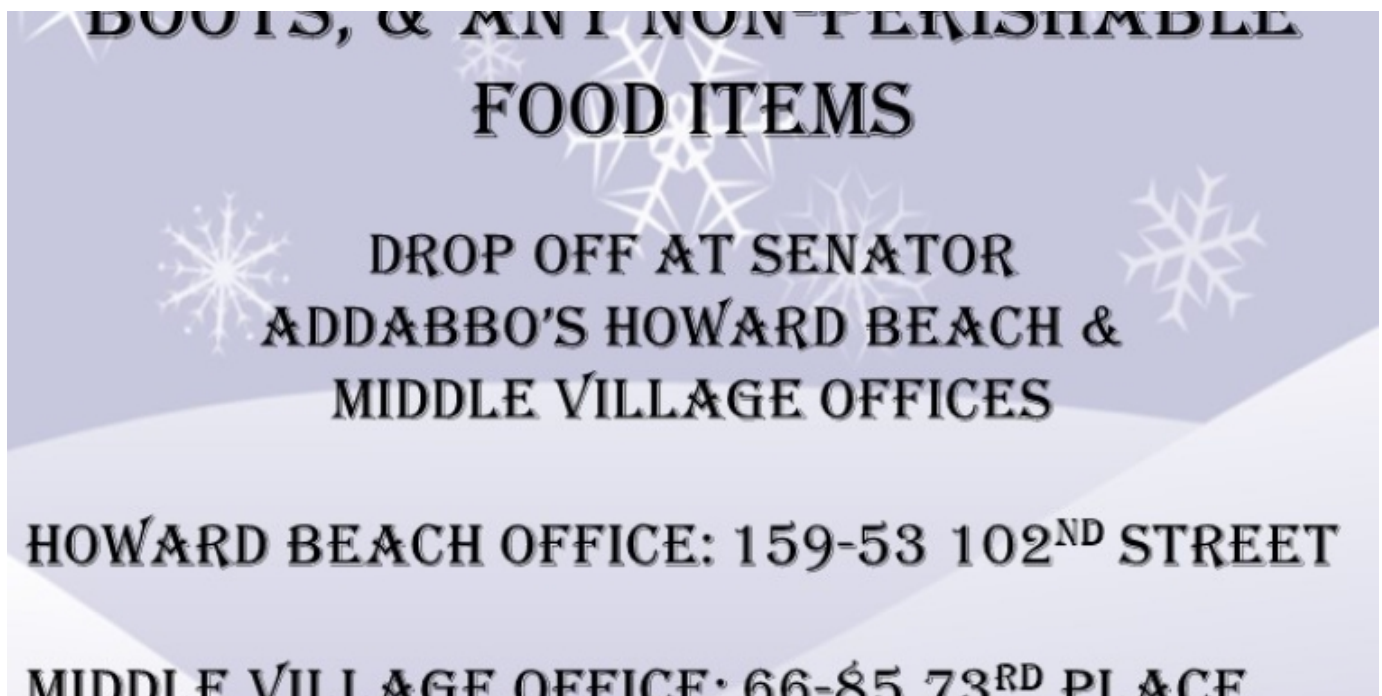 BOOTS, & ANY NON-PERISHABLE
FOOD ITEMS
DROP OFF AT SENATOR
ADDABBO'S HOWARD BEACH &
MIDDLE VILLAGE OFFICES
HOWARD BEACH OFFICE: 159-53 102ND STREET
MIDDLE VILLAGE OFFICE: 66-85 73RD PLACE